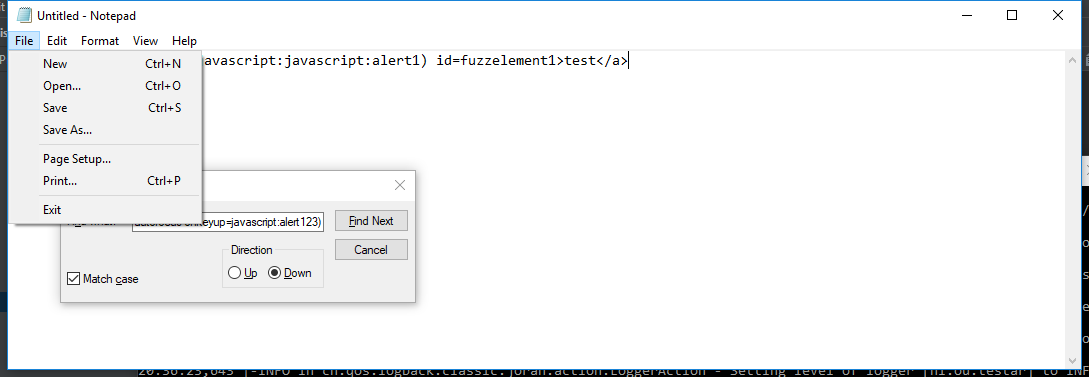 Untitled - Notepad
File Edit Format View Help
avascript:javascript:alert1) id=fuzzelement1>test</a>
New Ctrl+N
Open... Ctrl+O
Save Ctrl+S
Save As...
Page Setup...
Print... Ctrl+P
Exit
onkeyup=javascript:alert123)
Find Next
Cancel
Direction
Up Down
Match case
20:36:23,643 |-INFO in ch.qos.logback.classic.joran.action.LoggerAction - Setting level of logger [nl.ou.testar] to INF